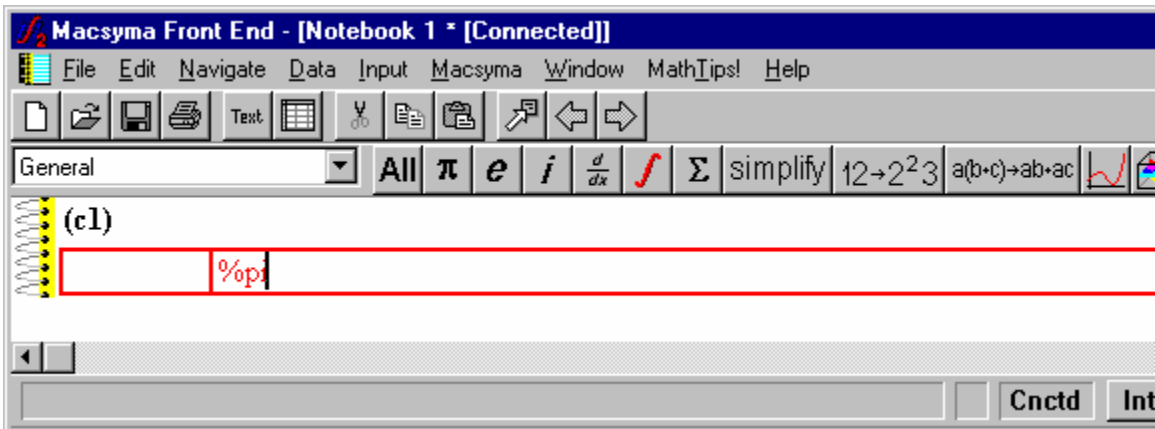 Macsyma Front End - [Notebook 1 * [Connected]]
File Edit Navigate Data Input Macsyma Window MathTips! Help
Text
General All π e i d/dx ∫ Σ simplify 12→2²3 a(b+c)→ab+ac
(c1)
%pi
Cnctd Int